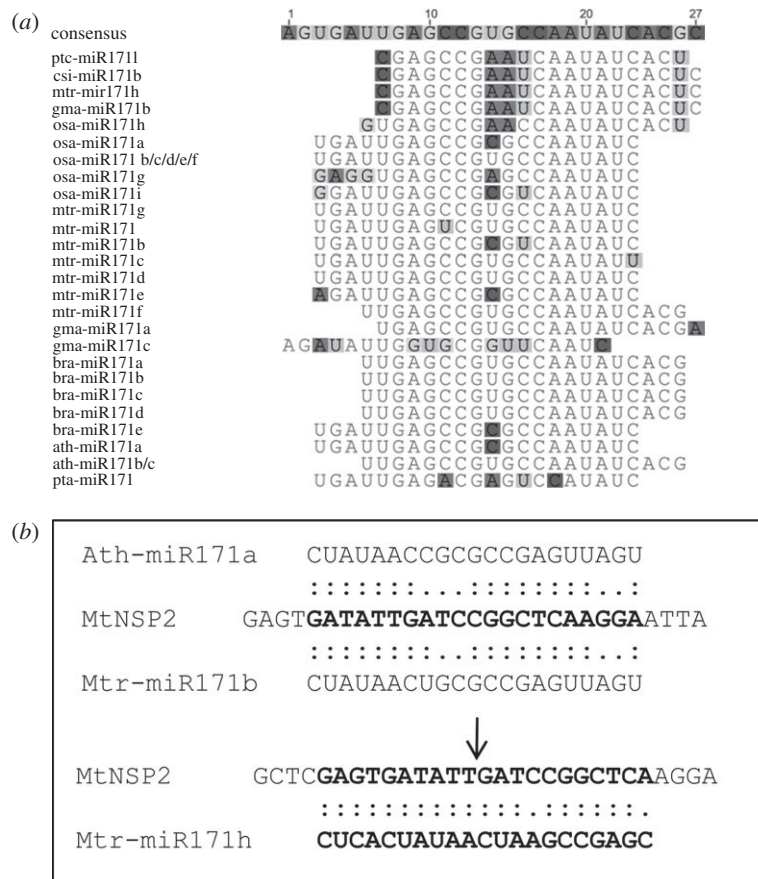 (a)
1 10 20 27
consensus AGUGAUUGAGCCGUGCCAAUAUCACGC
ptc-miR171l CGAGCCGAAUCAAUAUCACU
csi-miR171b CGAGCCGAAUCAAUAUCACUC
mtr-mir171h CGAGCCGAAUCAAUAUCACUC
gma-miR171b CGAGCCGAAUCAAUAUCACUC
osa-miR171h GUGAGCCGAACCAAUAUCACU
osa-miR171a UGAUUGAGCCGCGCCAAUAUC
osa-miR171 b/c/d/e/f UGAUUGAGCCGUGCCAAUAUC
osa-miR171g GAGGUGAGCCGAGCCAAUAUC
osa-miR171i GGAUUGAGCCGCGUCAAUAUC
mtr-miR171g UGAUUGAGCCGUGCCAAUAUC
mtr-miR171 UGAUUGAGUCGUGCCAAUAUC
mtr-miR171b UGAUUGAGCCGCGUCAAUAUC
mtr-miR171c UGAUUGAGCCGUGCCAAUAUU
mtr-miR171d UGAUUGAGCCGUGCCAAUAUC
mtr-miR171e AGAUUGAGCCGCGCCAAUAUC
mtr-miR171f UUGAGCCGUGCCAAUAUCACG
gma-miR171a UGAGCCGUGCCAAUAUCACGA
gma-miR171c AGAUAUUGGUGCGGUUCAAUC
bra-miR171a UUGAGCCGUGCCAAUAUCACG
bra-miR171b UUGAGCCGUGCCAAUAUCACG
bra-miR171c UUGAGCCGUGCCAAUAUCACG
bra-miR171d UUGAGCCGUGCCAAUAUCACG
bra-miR171e UGAUUGAGCCGCGCCAAUAUC
ath-miR171a UGAUUGAGCCGCGCCAAUAUC
ath-miR171b/c UUGAGCCGUGCCAAUAUCACG
pta-miR171 UGAUUGAGACGAGUCCAUAUC
(b)
Ath-miR171a CUAUAACCGCGCCGAGUUAGU
:::::::...::::::::..:
MtNSP2 GAGTGATATTGATCCGGCTCAAGGAATTA
::::::::..::::::::..:
Mtr-miR171b CUAUAACUGCGCCGAGUUAGU
MtNSP2 GCTCGAGTGATATTGATCCGGCTCAAGGA
:::::::::::::.::::::.
Mtr-miR171h CUCACUAUAACUAAGCCGAGC